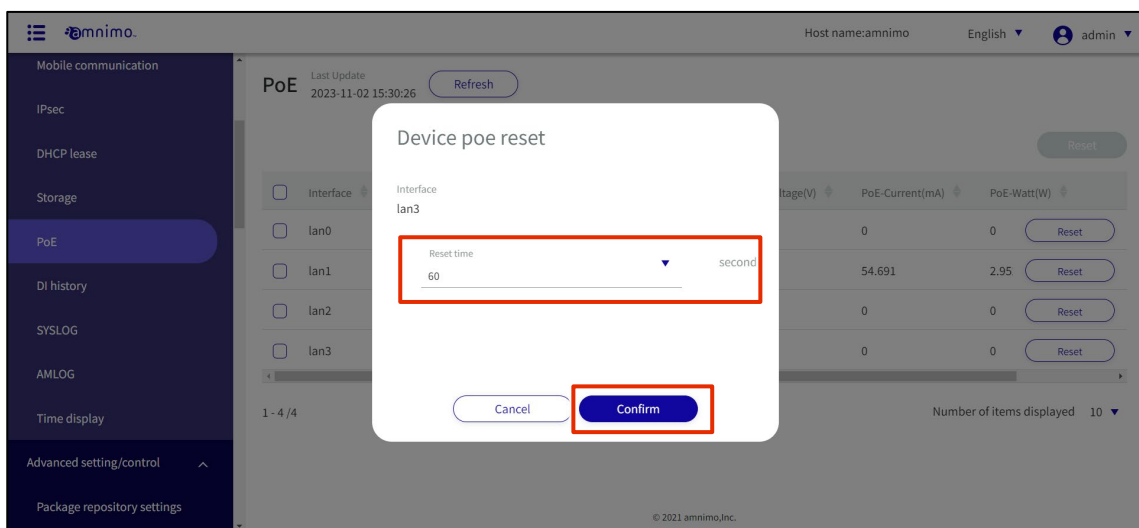 amnimo
Host name:amnimo
English
admin
Mobile communication
IPsec
DHCP lease
Storage
PoE
DI history
SYSLOG
AMLOG
Time display
Advanced setting/control
Package repository settings
PoE
Last Update
2023-11-02 15:30:26
Refresh
Reset
Interface
ltage(V)
PoE-Current(mA)
PoE-Watt(W)
lan0
0
0
Reset
lan1
54.691
2.95
Reset
lan2
0
0
Reset
lan3
0
0
Reset
1 - 4 /4
Number of items displayed
10
Device poe reset
Interface
lan3
Reset time
60
second
Cancel
Confirm
© 2021 amnimo,Inc.